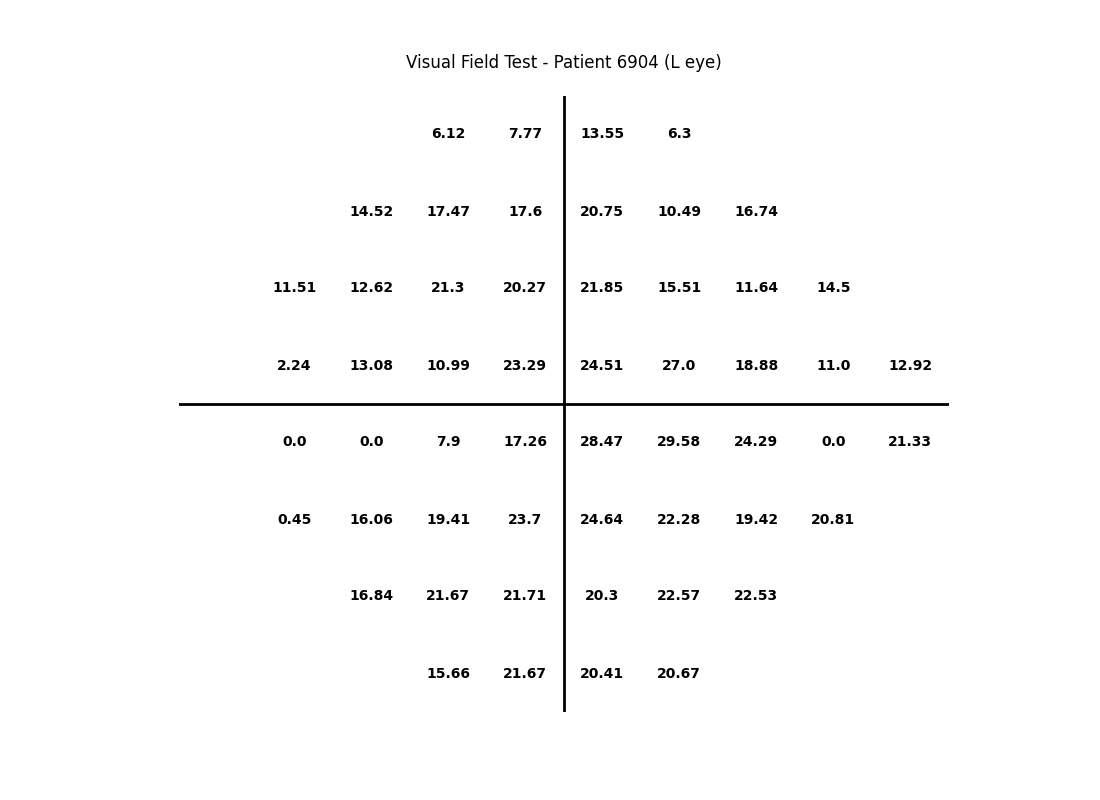 Visual Field Test - Patient 6904 (L eye)
6.12 7.77 13.55 6.3
14.52 17.47 17.6 20.75 10.49 16.74
11.51 12.62 21.3 20.27 21.85 15.51 11.64 14.5
2.24 13.08 10.99 23.29 24.51 27.0 18.88 11.0 12.92
0.0 0.0 7.9 17.26 28.47 29.58 24.29 0.0 21.33
0.45 16.06 19.41 23.7 24.64 22.28 19.42 20.81
16.84 21.67 21.71 20.3 22.57 22.53
15.66 21.67 20.41 20.67